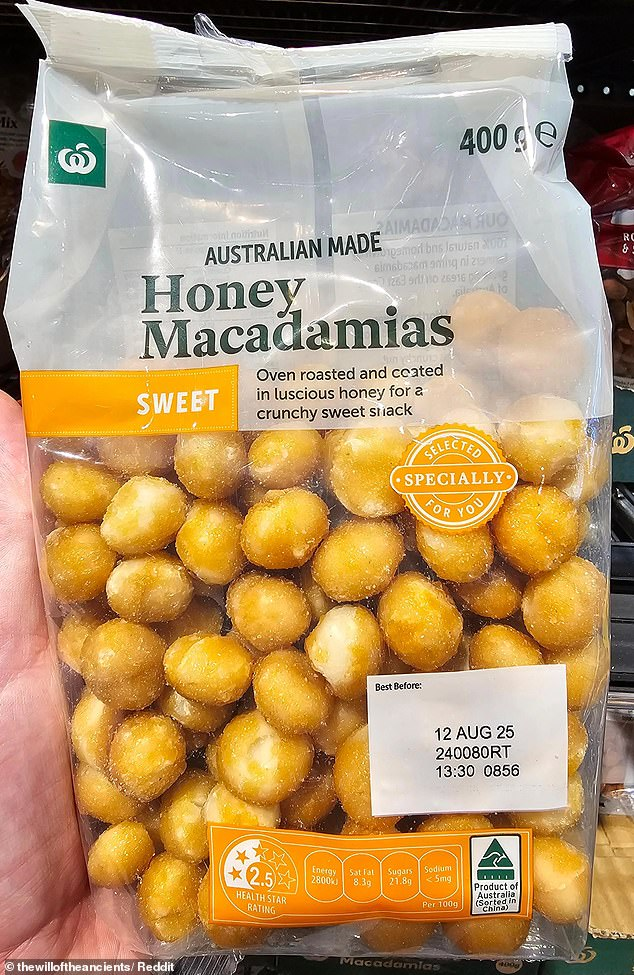 400 g ℮
AUSTRALIAN MADE
Honey
Macadamias
SWEET
Oven roasted and coated
in luscious honey for a
crunchy sweet snack
SELECTED
SPECIALLY
FOR YOU
Best Before:
12 AUG 25
240080RT
13:30 0856
2.5
HEALTH STAR
RATING
Energy
2800kJ
Sat Fat
8.3g
Sugars
21.8g
Sodium
< 5mg
Per 100g
Product of
Australia
(Sorted in
China)
Macadamias
© thewilloftheancients/ Reddit